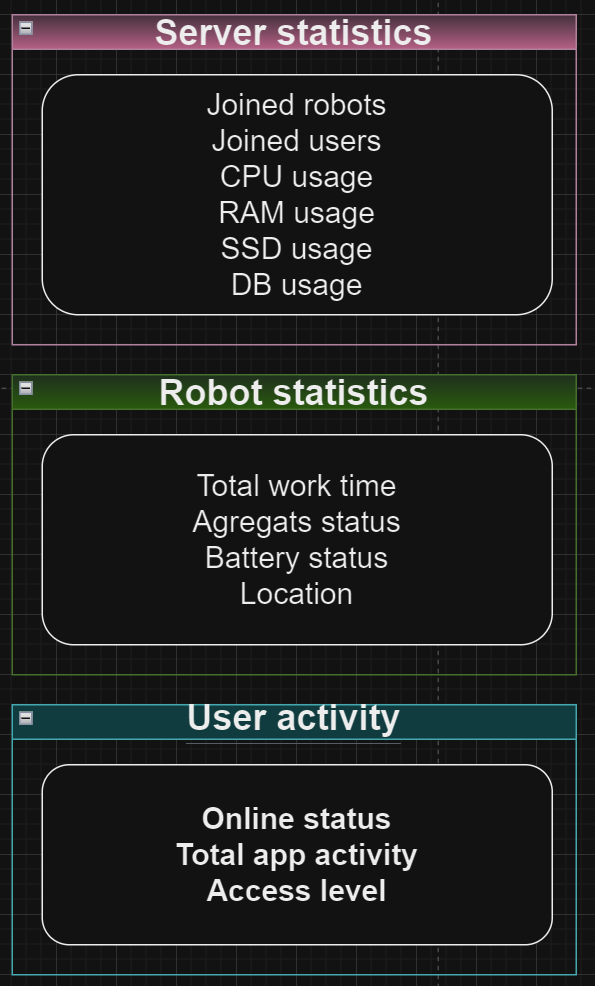 Server statistics
Joined robots
Joined users
CPU usage
RAM usage
SSD usage
DB usage
Robot statistics
Total work time
Agregats status
Battery status
Location
User activity
Online status
Total app activity
Access level